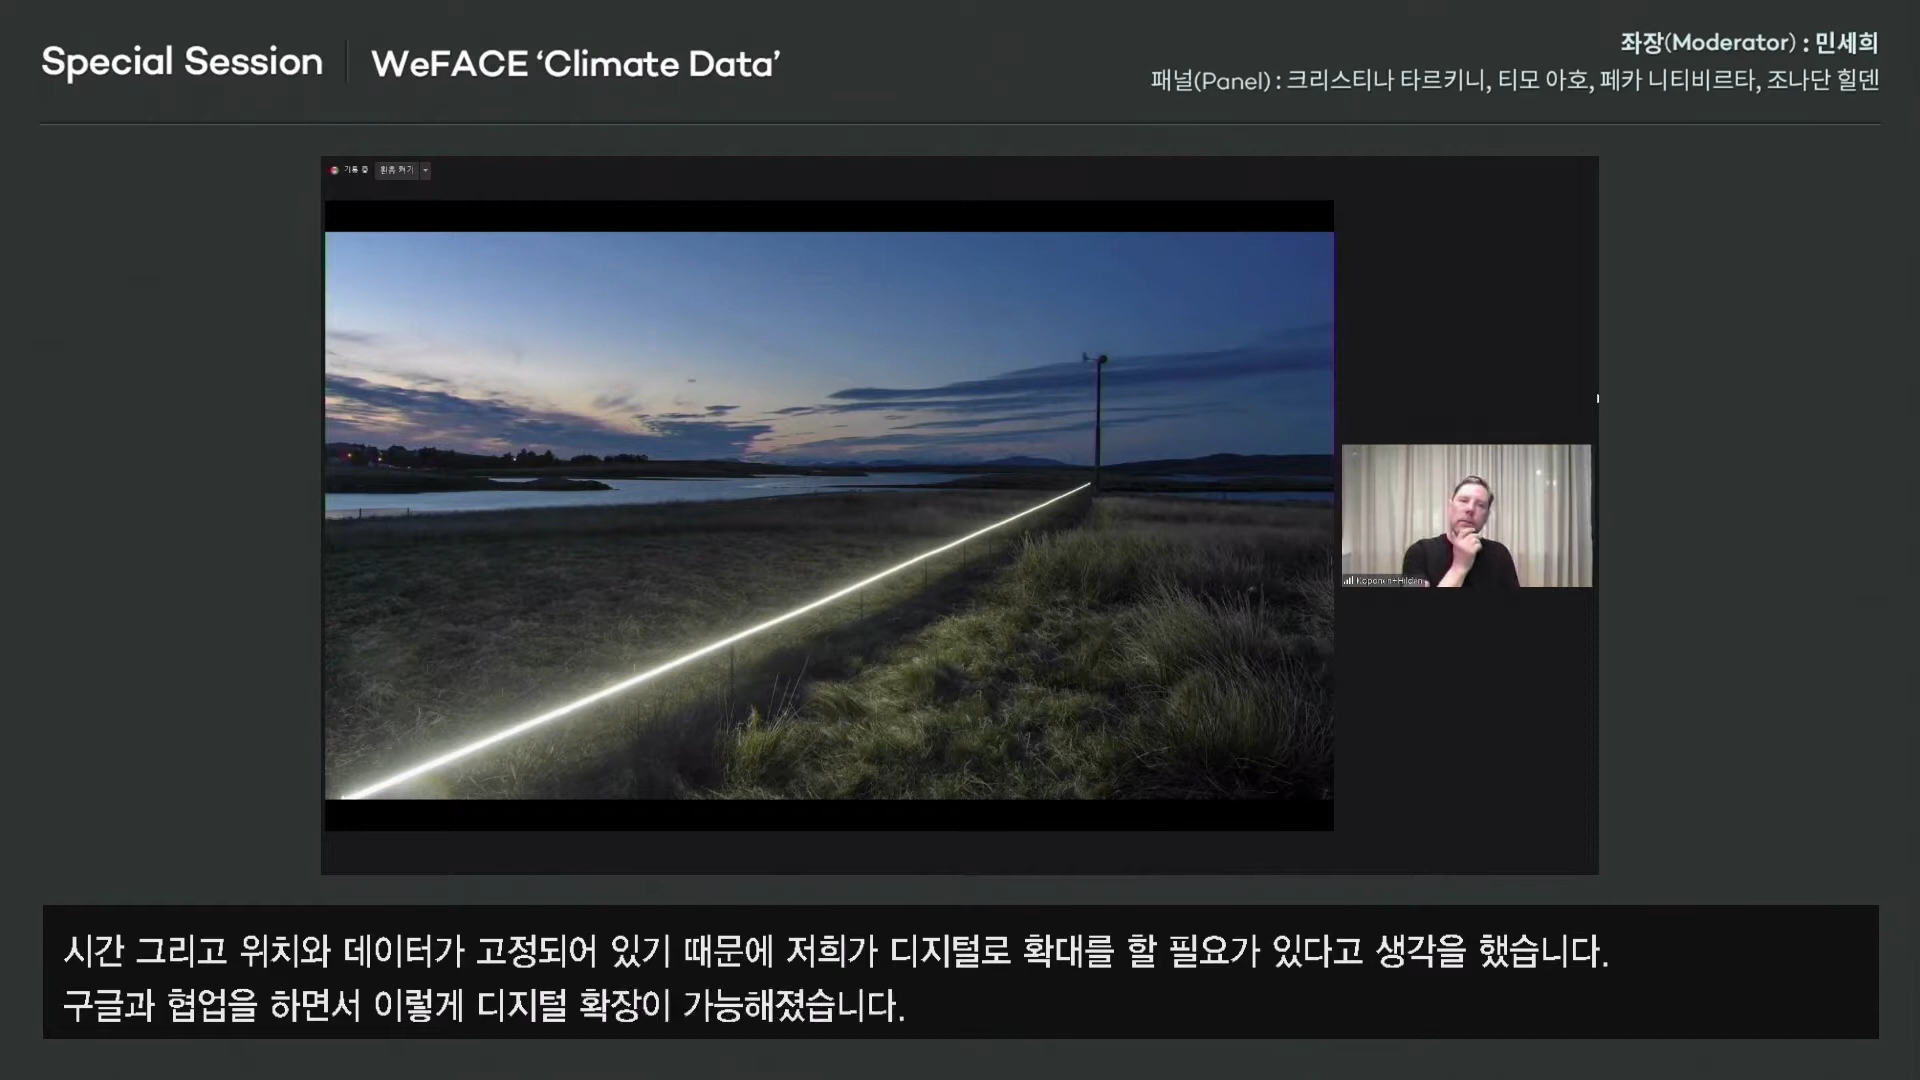 Special Session
WeFACE ‘Climate Data’
좌장(Moderator) : 민세희
패널(Panel) : 크리스티나 타르키니, 티모 아호, 페카 니티비르타, 조나단 힐덴
기록 중
Koponen+Hilden
시간 그리고 위치와 데이터가 고정되어 있기 때문에 저희가 디지털로 확대를 할 필요가 있다고 생각을 했습니다.
구글과 협업을 하면서 이렇게 디지털 확장이 가능해졌습니다.